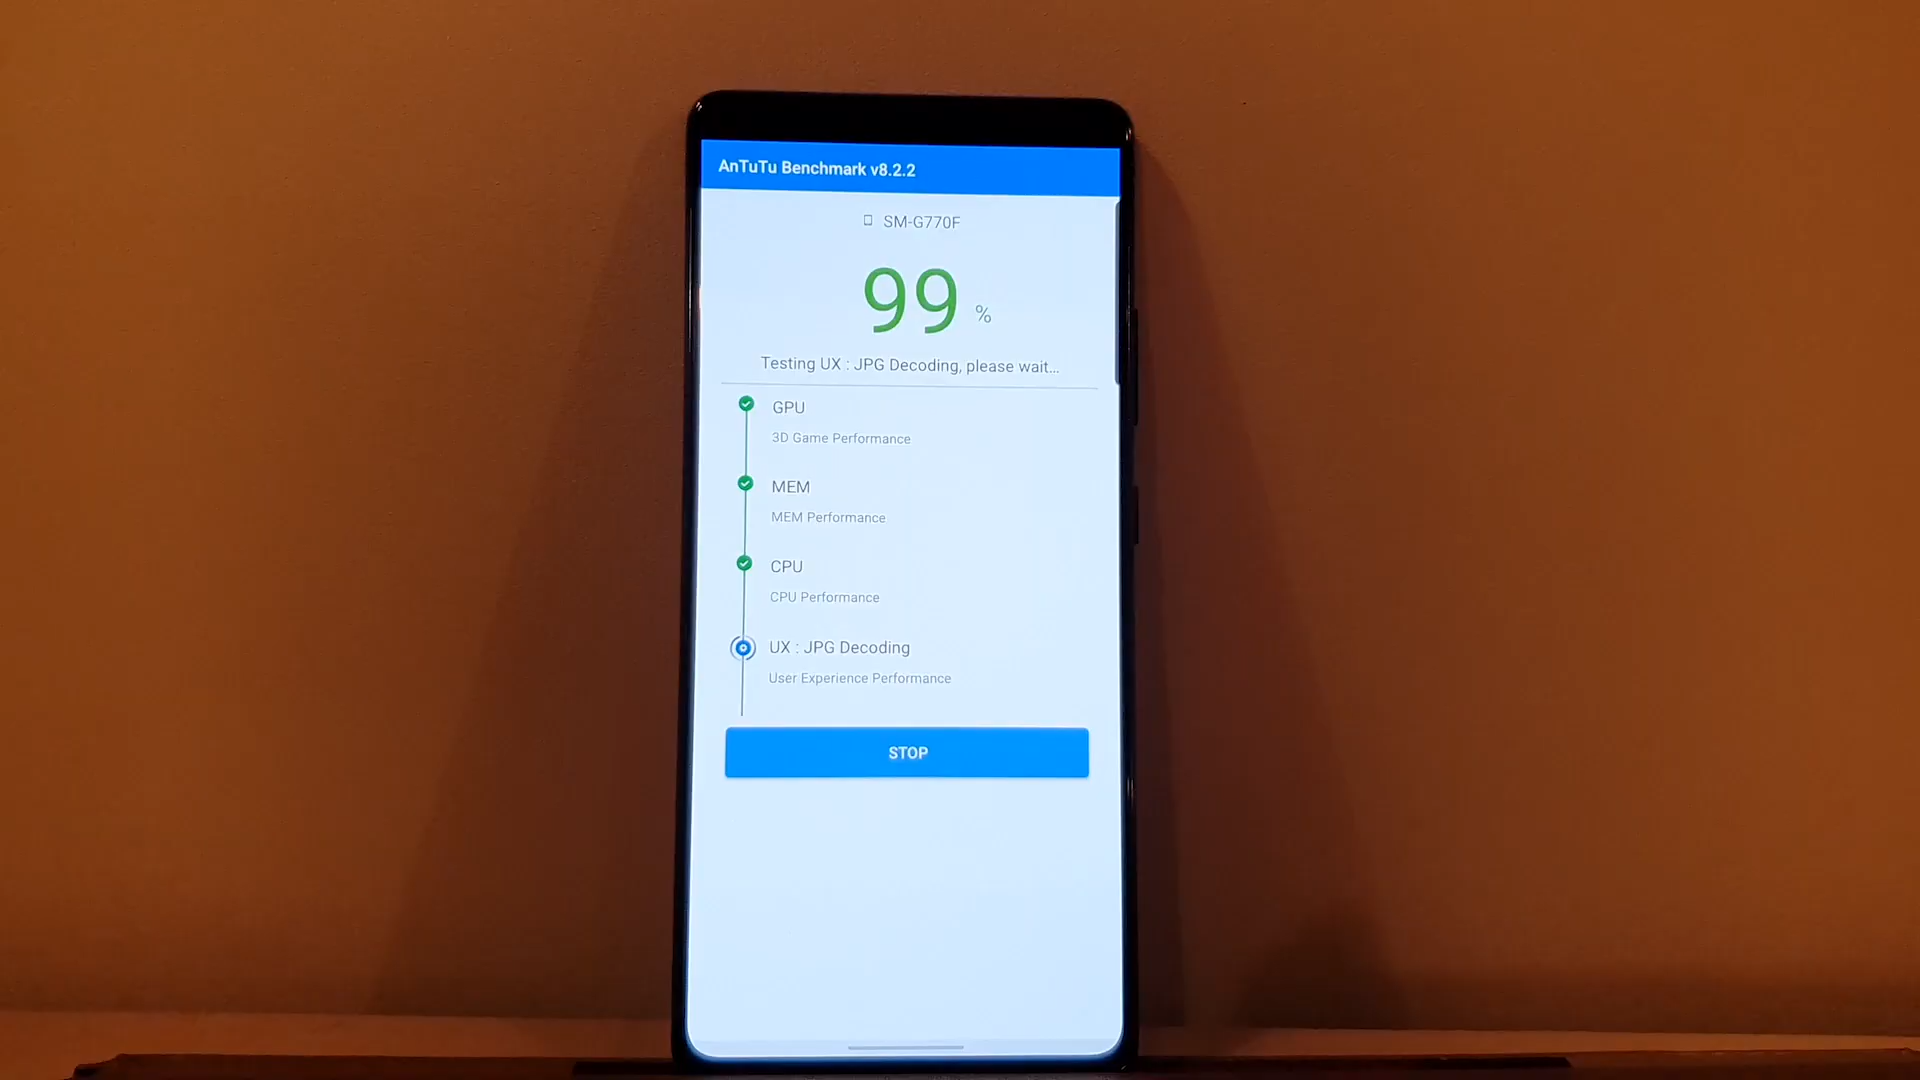 AnTuTu Benchmark v8.2.2
SM-G770F
99 %
Testing UX : JPG Decoding, please wait...
GPU
3D Game Performance
MEM
MEM Performance
CPU
CPU Performance
UX : JPG Decoding
User Experience Performance
STOP